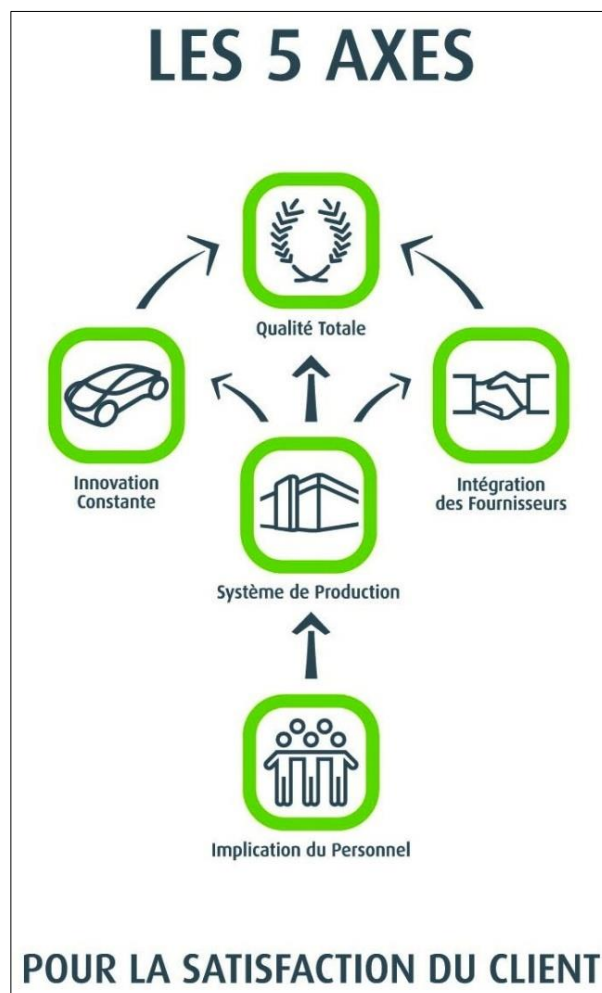 LES 5 AXES
Qualité Totale
Innovation
Constante
Intégration
des Fournisseurs
Système de Production
Implication du Personnel
POUR LA SATISFACTION DU CLIENT